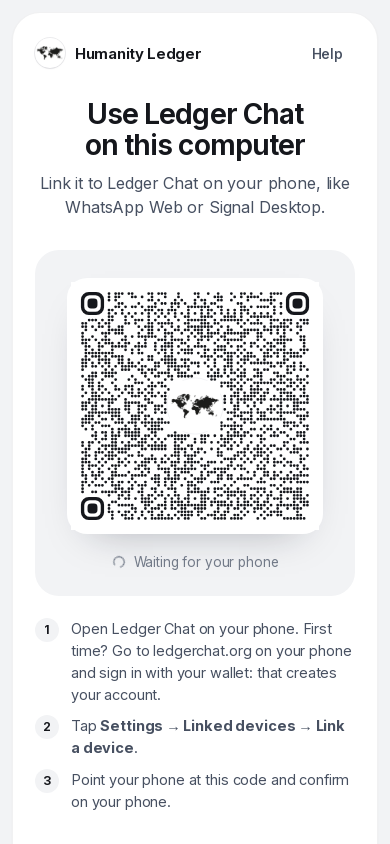 Humanity Ledger
Help
Use Ledger Chat
on this computer
Link it to Ledger Chat on your phone, like
WhatsApp Web or Signal Desktop.
Waiting for your phone
1 Open Ledger Chat on your phone. First
time? Go to ledgerchat.org on your phone
and sign in with your wallet: that creates
your account.
2 Tap Settings → Linked devices → Link
a device.
3 Point your phone at this code and confirm
on your phone.